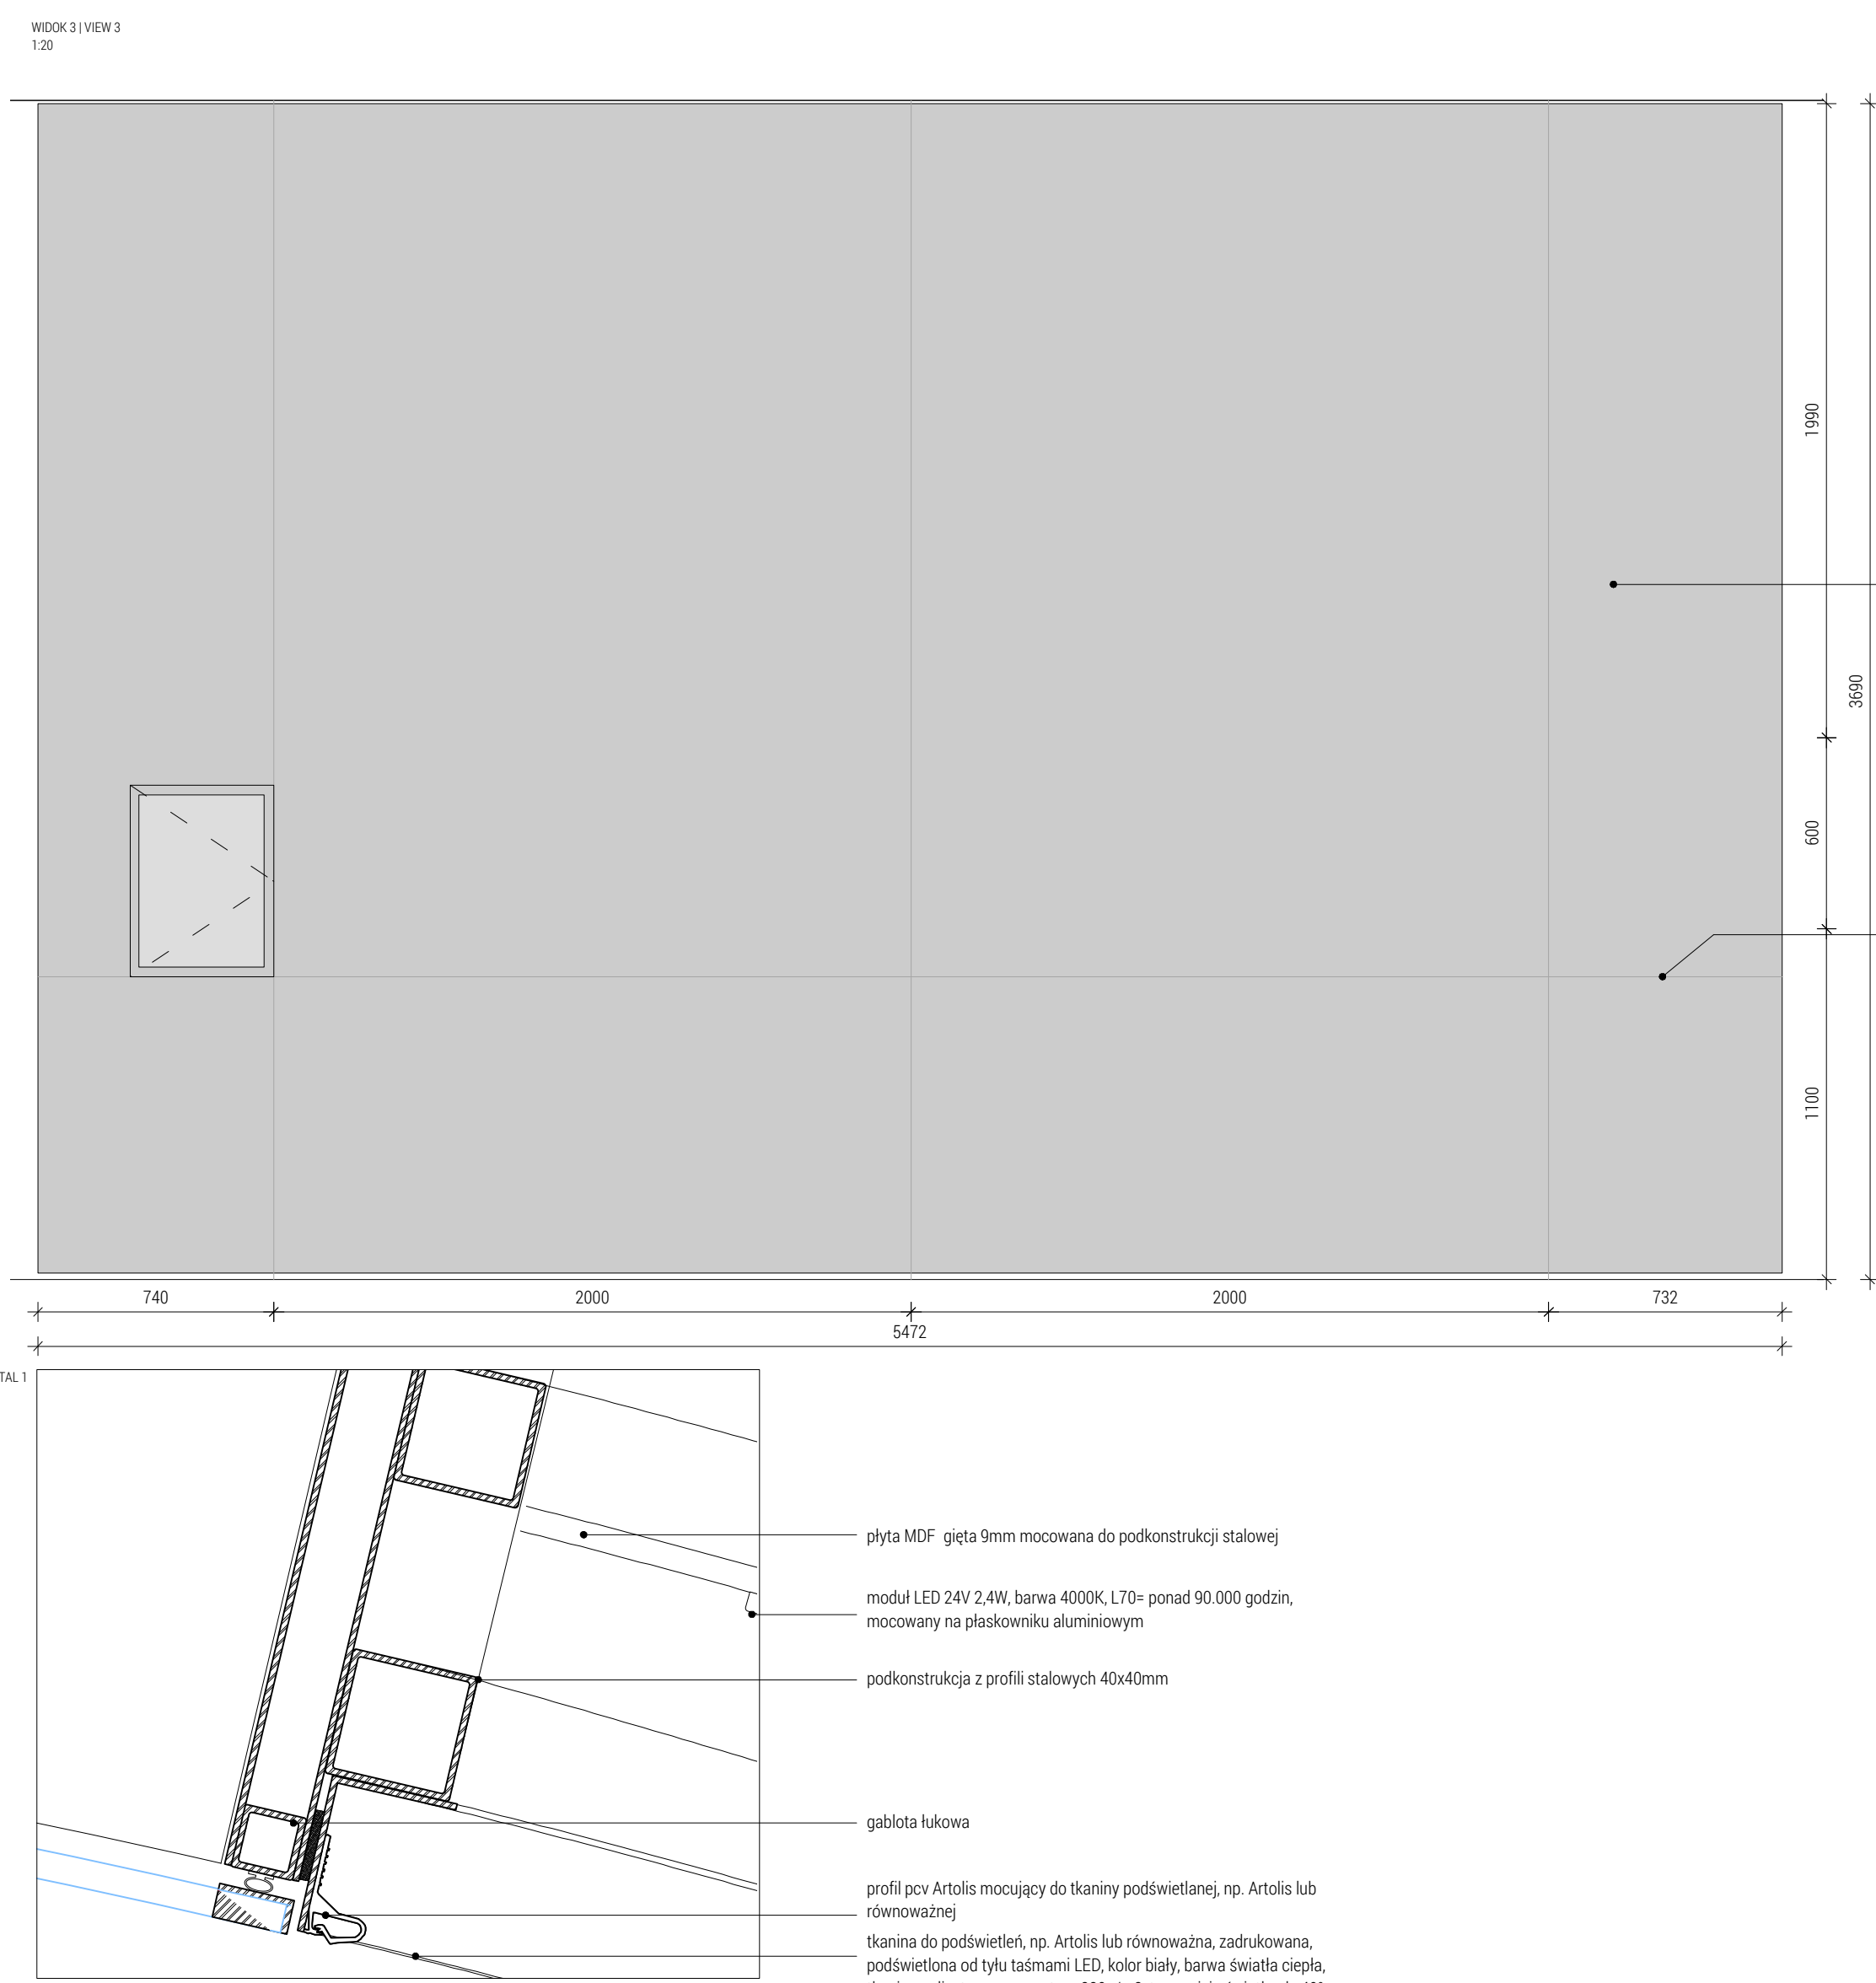 WIDOK 3 | VIEW 3
1:20
1990
3690
600
1100
740
2000
2000
732
5472
TAL 1
płyta MDF gięta 9mm mocowana do podkonstrukcji stalowej
moduł LED 24V 2,4W, barwa 4000K, L70= ponad 90.000 godzin,
mocowany na płaskowniku aluminiowym
podkonstrukcja z profili stalowych 40x40mm
gablota łukowa
profil pcv Artolis mocujący do tkaniny podświetlanej, np. Artolis lub
równoważnej
tkanina do podświetleń, np. Artolis lub równoważna, zadrukowana,
podświetlona od tyłu taśmami LED, kolor biały, barwa światła ciepła,